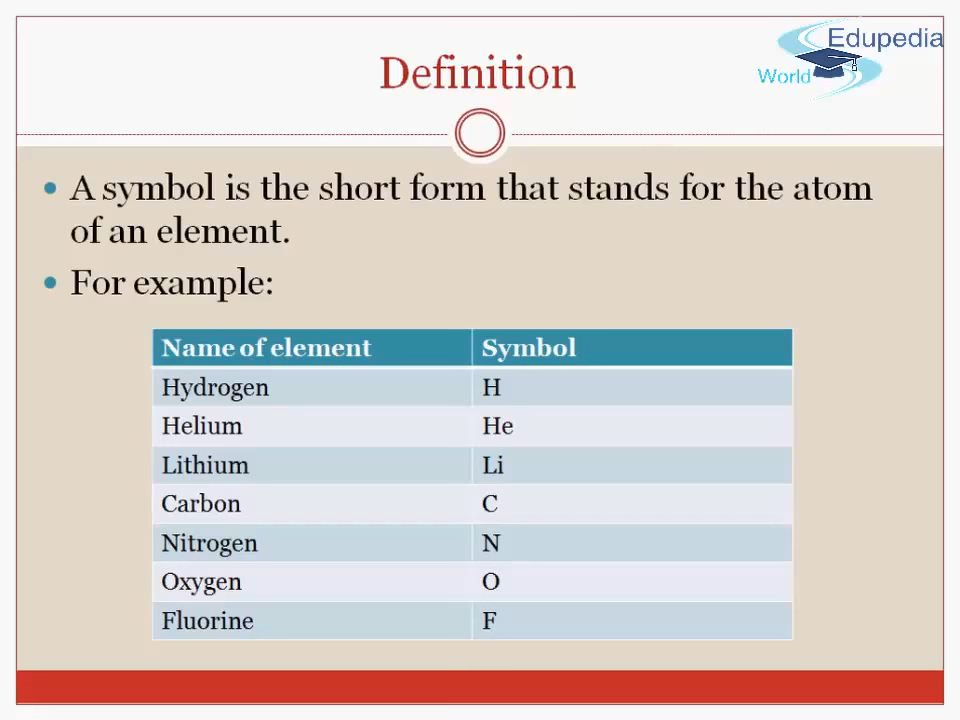 Edupedia
World
Definition
• A symbol is the short form that stands for the atom
of an element.
• For example:
Name of element Symbol
Hydrogen H
Helium He
Lithium Li
Carbon C
Nitrogen N
Oxygen O
Fluorine F